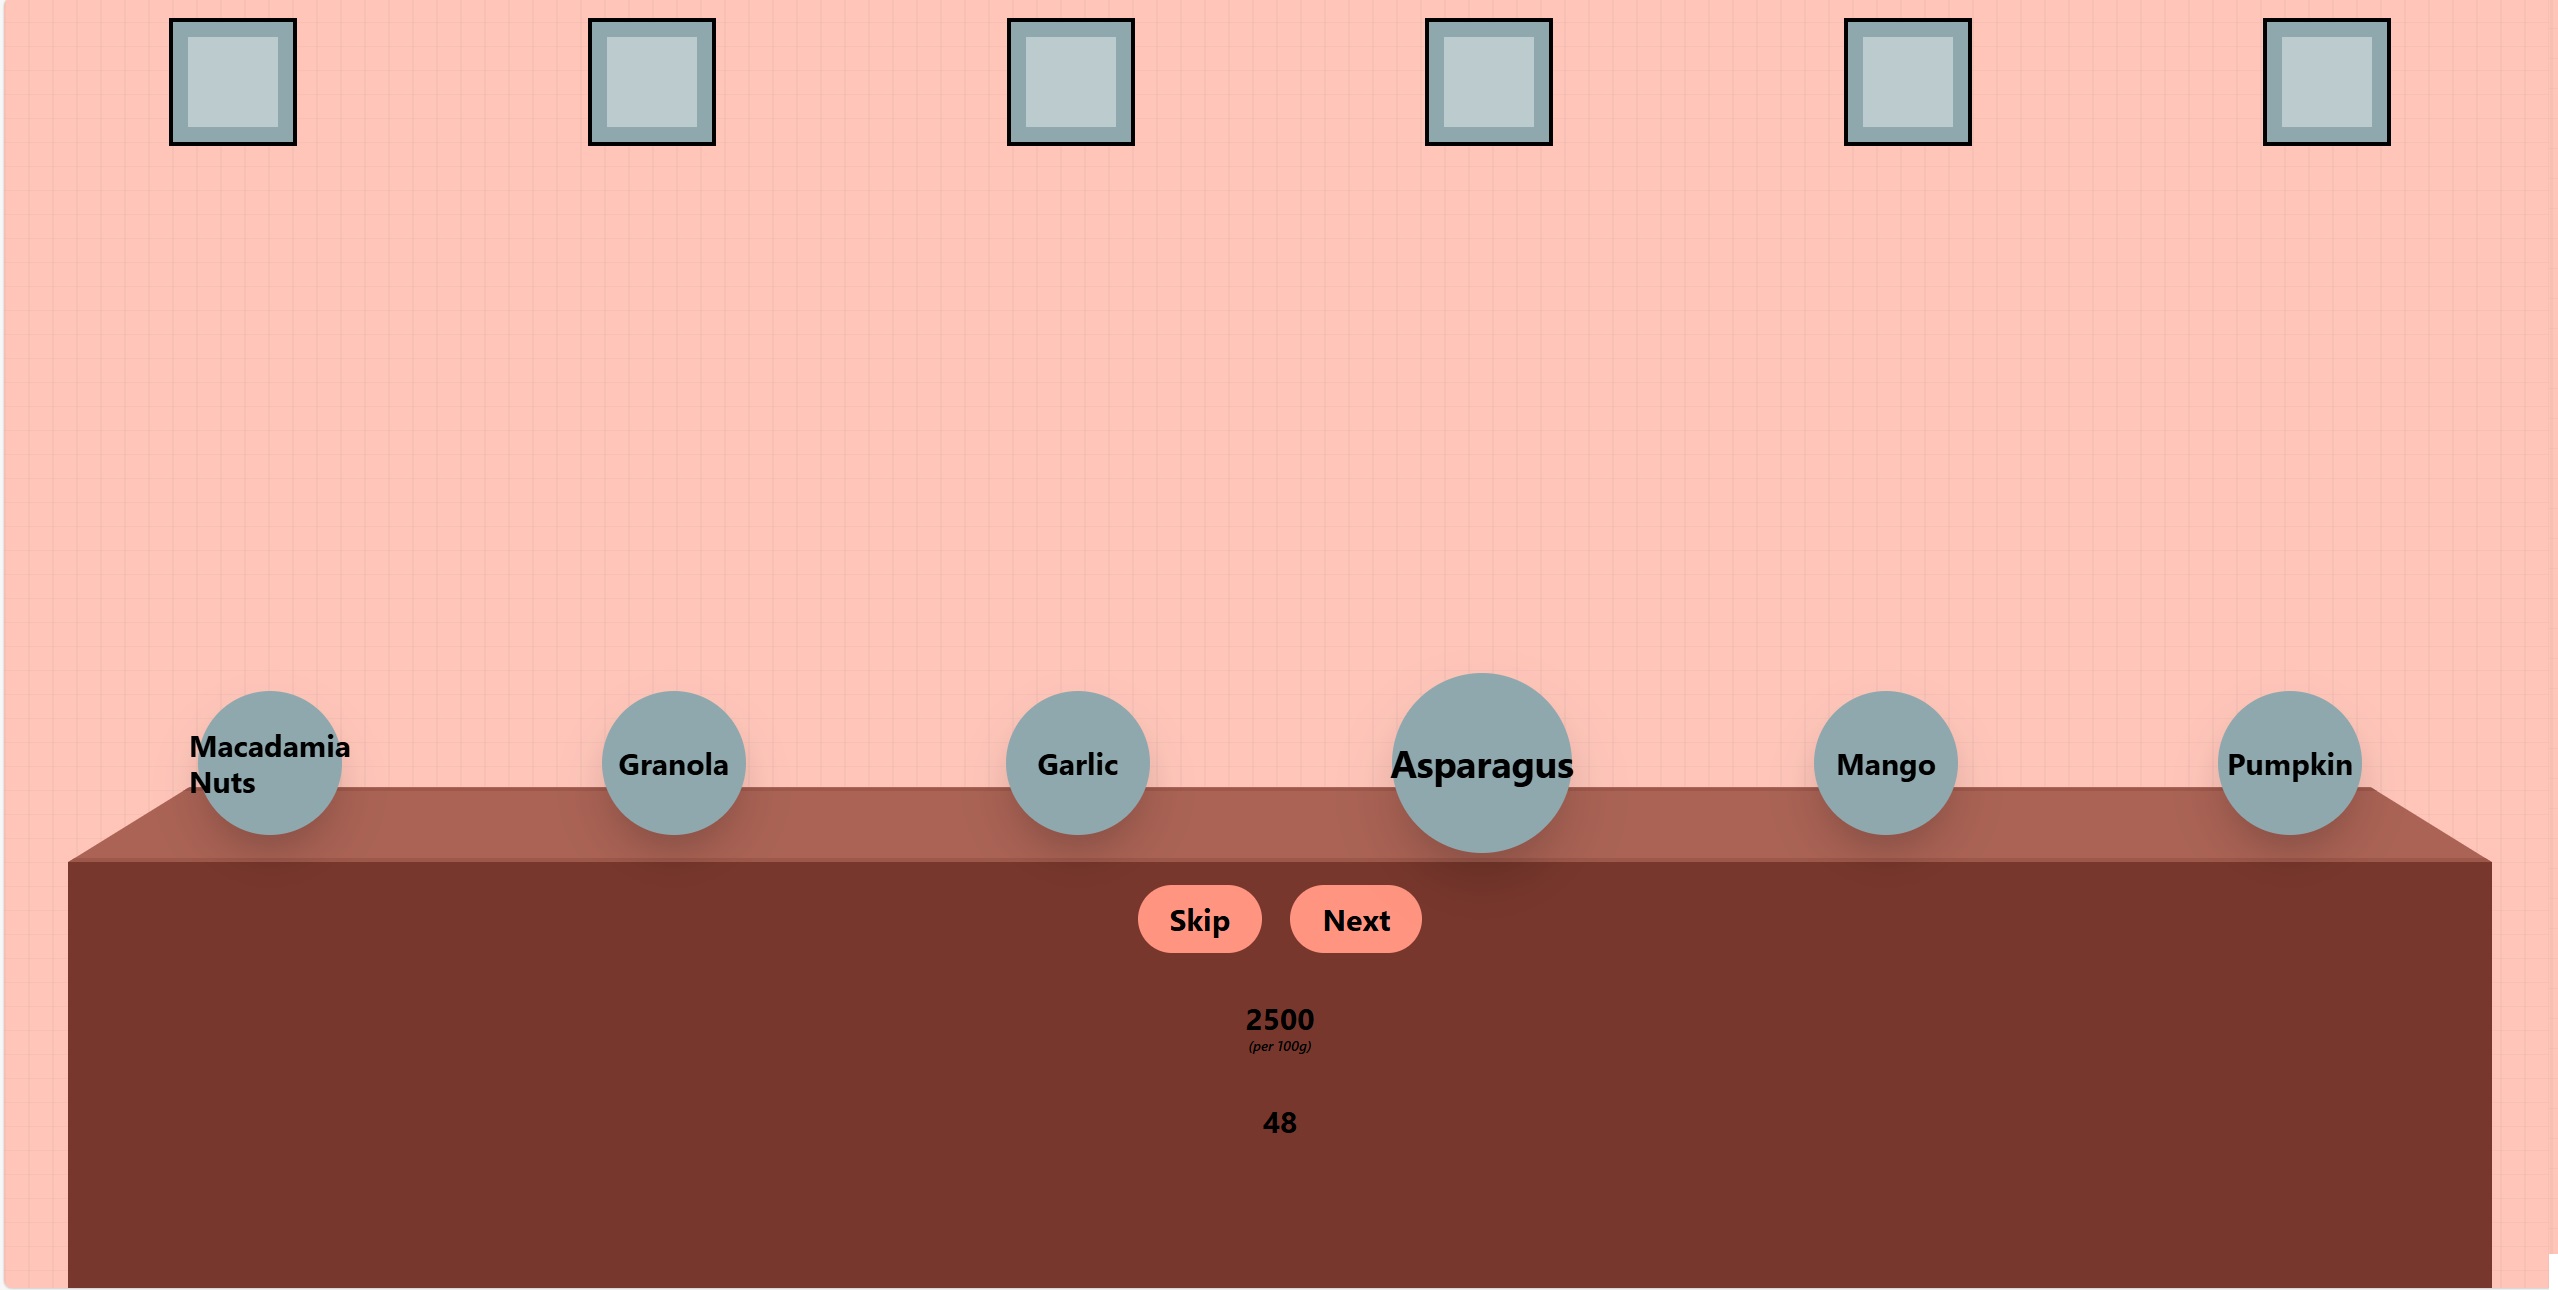 Macadamia
Nuts
Granola
Garlic
Asparagus
Mango
Pumpkin
Skip
Next
2500
(per 100g)
48